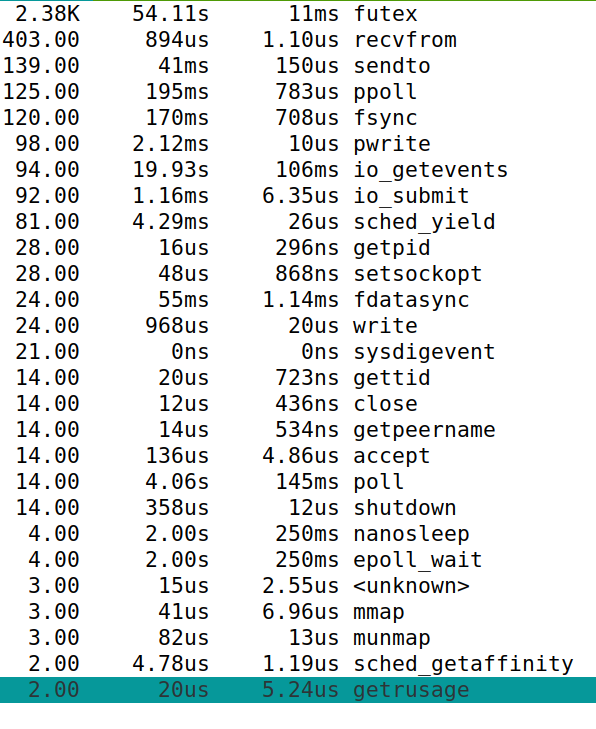 2.38K 54.11s 11ms futex
403.00 894us 1.10us recvfrom
139.00 41ms 150us sendto
125.00 195ms 783us ppoll
120.00 170ms 708us fsync
98.00 2.12ms 10us pwrite
94.00 19.93s 106ms io_getevents
92.00 1.16ms 6.35us io_submit
81.00 4.29ms 26us sched_yield
28.00 16us 296ns getpid
28.00 48us 868ns setsockopt
24.00 55ms 1.14ms fdatasync
24.00 968us 20us write
21.00 0ns 0ns sysdigevent
14.00 20us 723ns gettid
14.00 12us 436ns close
14.00 14us 534ns getpeername
14.00 136us 4.86us accept
14.00 4.06s 145ms poll
14.00 358us 12us shutdown
4.00 2.00s 250ms nanosleep
4.00 2.00s 250ms epoll_wait
3.00 15us 2.55us <unknown>
3.00 41us 6.96us mmap
3.00 82us 13us munmap
2.00 4.78us 1.19us sched_getaffinity
2.00 20us 5.24us getrusage